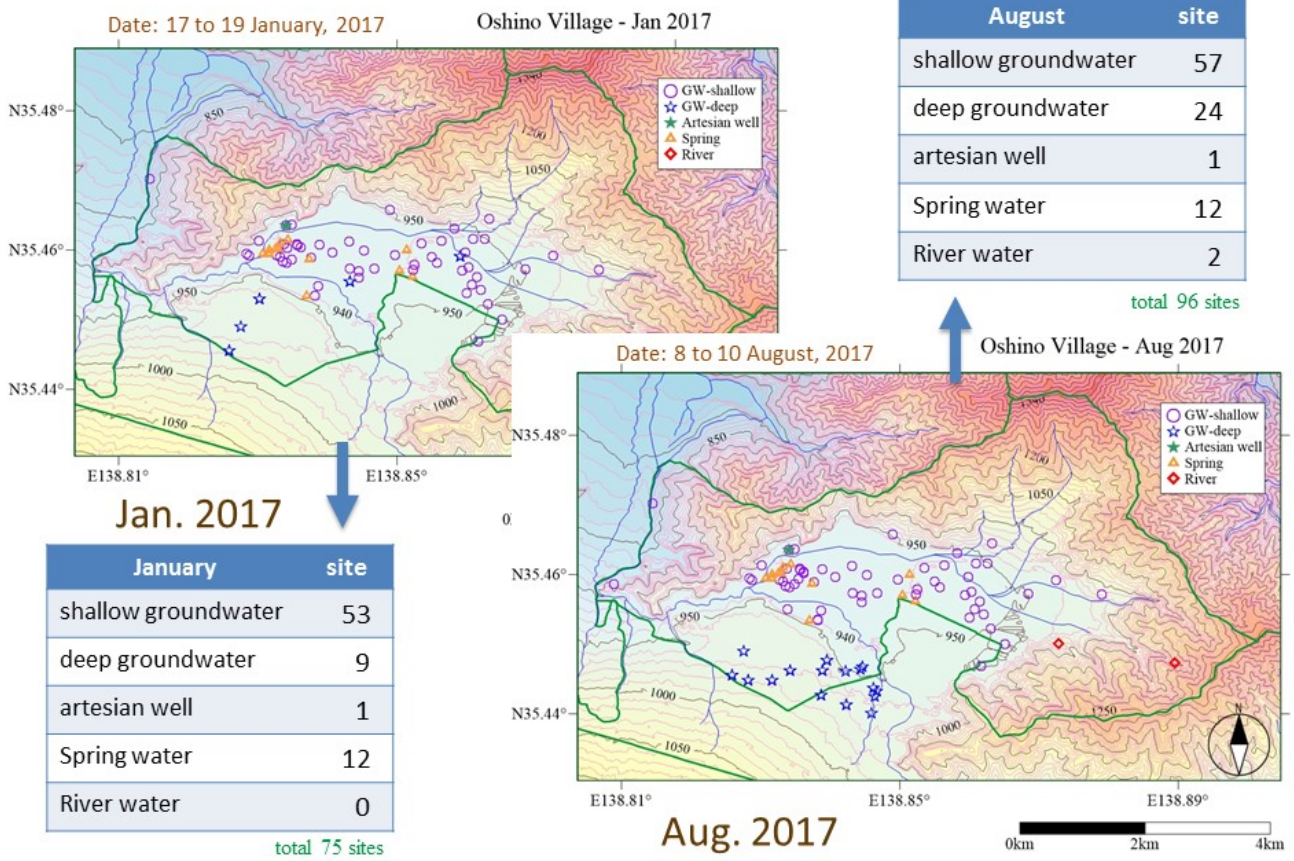 Date: 17 to 19 January, 2017
Oshino Village - Jan 2017
GW-shallow
GW-deep
Artesian well
Spring
River
N35.48°
N35.46°
N35.44°
850
1200
1050
950
950
940
950
1000
1050
1000
E138.81°
E138.85°
Jan. 2017
January site
shallow groundwater 53
deep groundwater 9
artesian well 1
Spring water 12
River water 0
total 75 sites
August site
shallow groundwater 57
deep groundwater 24
artesian well 1
Spring water 12
River water 2
total 96 sites
Date: 8 to 10 August, 2017
Oshino Village - Aug 2017
GW-shallow
GW-deep
Artesian well
Spring
River
N35.48°
N35.46°
N35.44°
850
1200
1050
950
950
940
950
1000
1050
1000
1250
N
E138.81°
E138.85°
E138.89°
Aug. 2017
0km 2km 4km